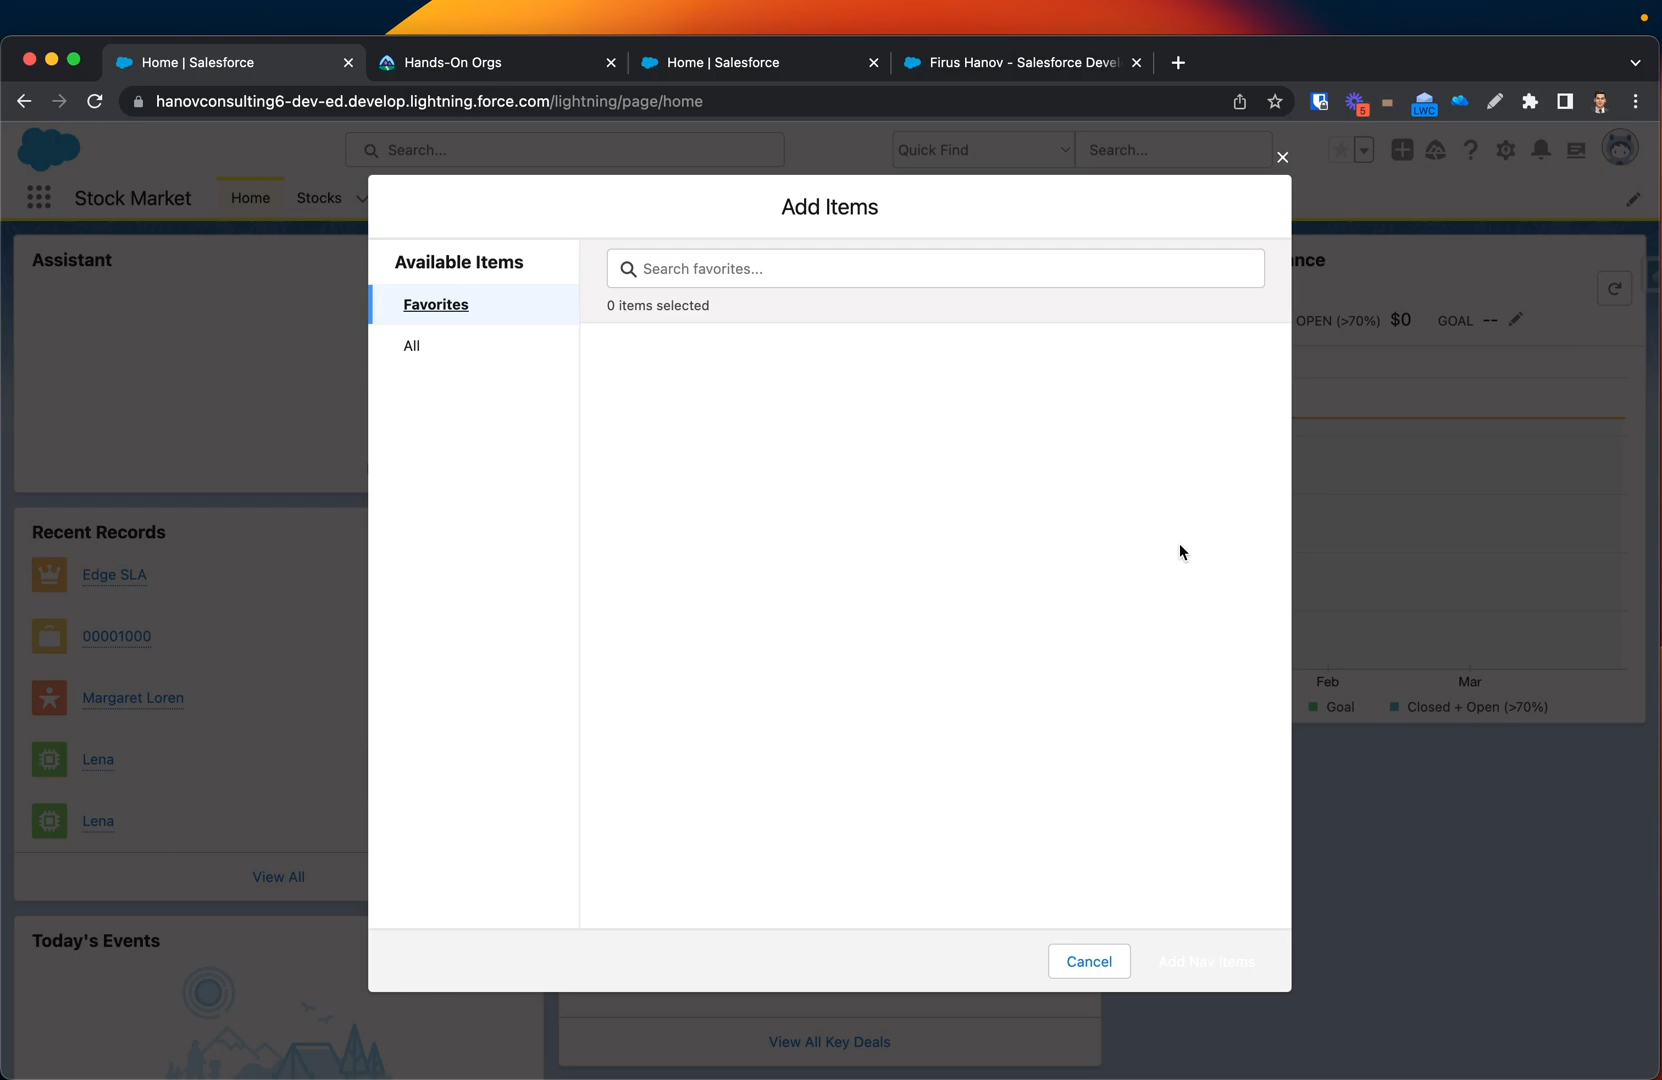 Home | Salesforce
Hands-On Orgs
Home | Salesforce
Firus Hanov - Salesforce Devel
hanovconsulting6-dev-ed.develop.lightning.force.com/lightning/page/home
5
LWC
Search...
Quick Find
Search...
Stock Market
Home
Stocks
Add Items
Assistant
Available Items
Search favorites...
nce
Favorites
0 items selected
OPEN (>70%) $0 GOAL --
All
Recent Records
Edge SLA
00001000
Margaret Loren
Feb
Mar
Goal
Closed + Open (>70%)
Lena
Lena
View All
Today's Events
Cancel
Add Nav Items
View All Key Deals